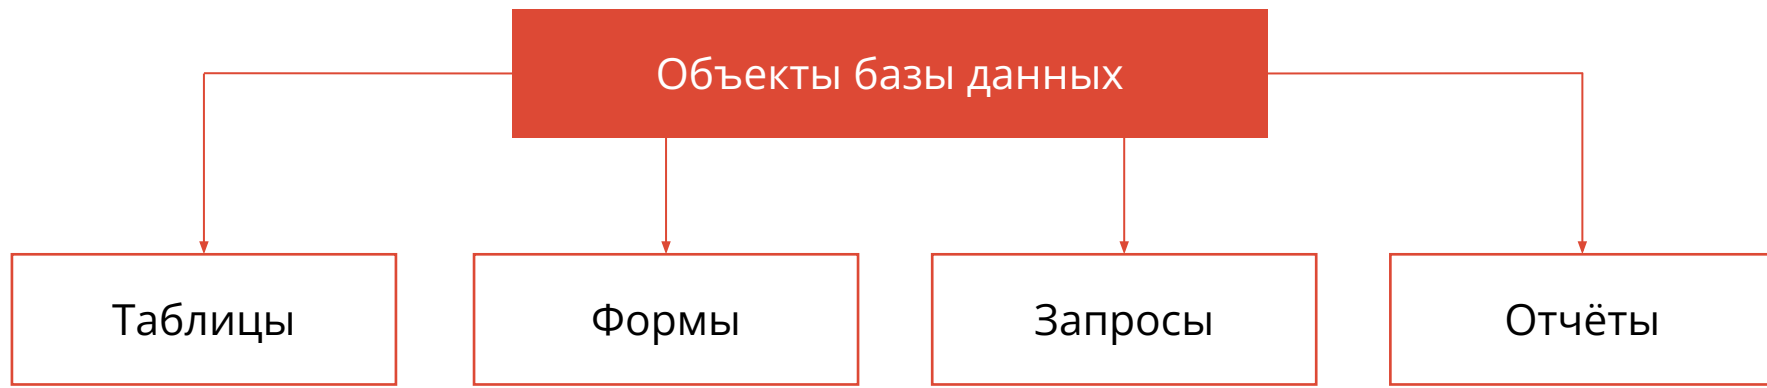 Объекты базы данных
Таблицы
Формы
Запросы
Отчёты